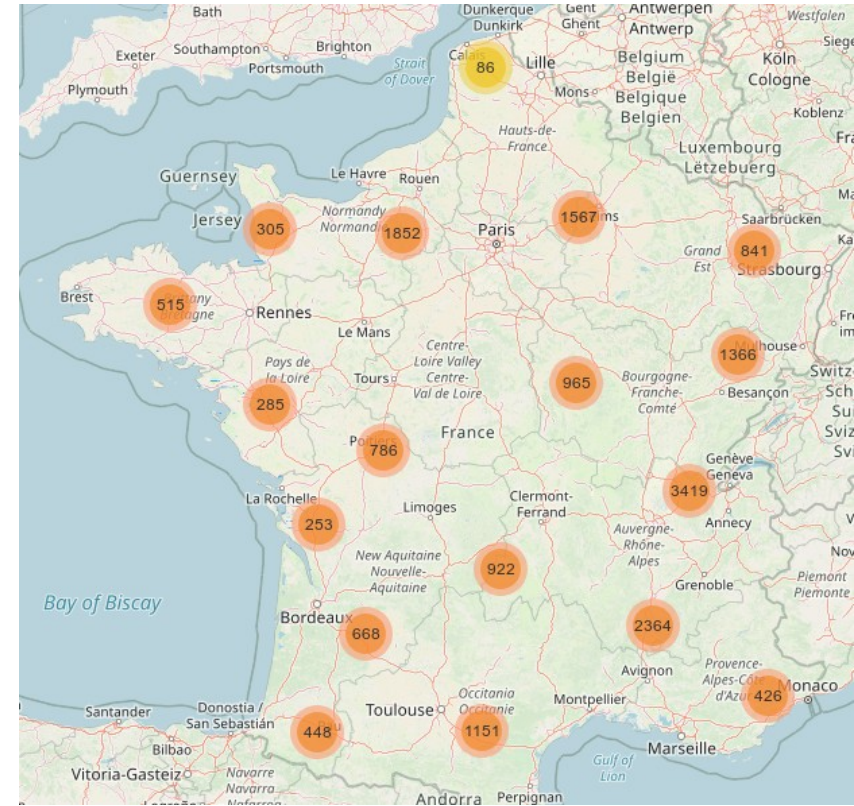 Bath
Dunkerque
Dunkirk
Gent
Ghent
Antwerpen
Antwerp
Westfalen
Exeter
Southampton
Brighton
Portsmouth
Plymouth
Strait
of Dover
Calais
86
Lille
Mons
Belgium
België
Belgique
Belgien
Köln
Cologne
Koblenz
Hauts-de-
France
Luxembourg
Lëtzebuerg
Guernsey
Le Havre
Rouen
Jersey
305
Normandy
1852
Paris
1567
Saarbrücken
Grand
Est
841
Strasbourg
Brest
515
Rennes
Le Mans
1366
Pays de
la Loire
Tours
Centre-
Loire Valley
Centre-
Val de Loire
965
Bourgogne-
Franche-
Comté
Besançon
285
786
France
Genève
Geneva
3419
Annecy
La Rochelle
253
Limoges
Clermont-
Ferrand
Auvergne-
Rhône-
Alpes
New Aquitaine
Nouvelle-
Aquitaine
922
Grenoble
Piemont
Piemonte
Bay of Biscay
Bordeaux
668
2364
Avignon
Provence-
Alpes-Côte
426
Monaco
Santander
Donostia /
San Sebastián
448
Toulouse
Occitania
1151
Montpellier
Marseille
Bilbao
Vitoria-Gasteiz
Navarre
Navarra
Gulf of
Lion
Andorra
Perpignan